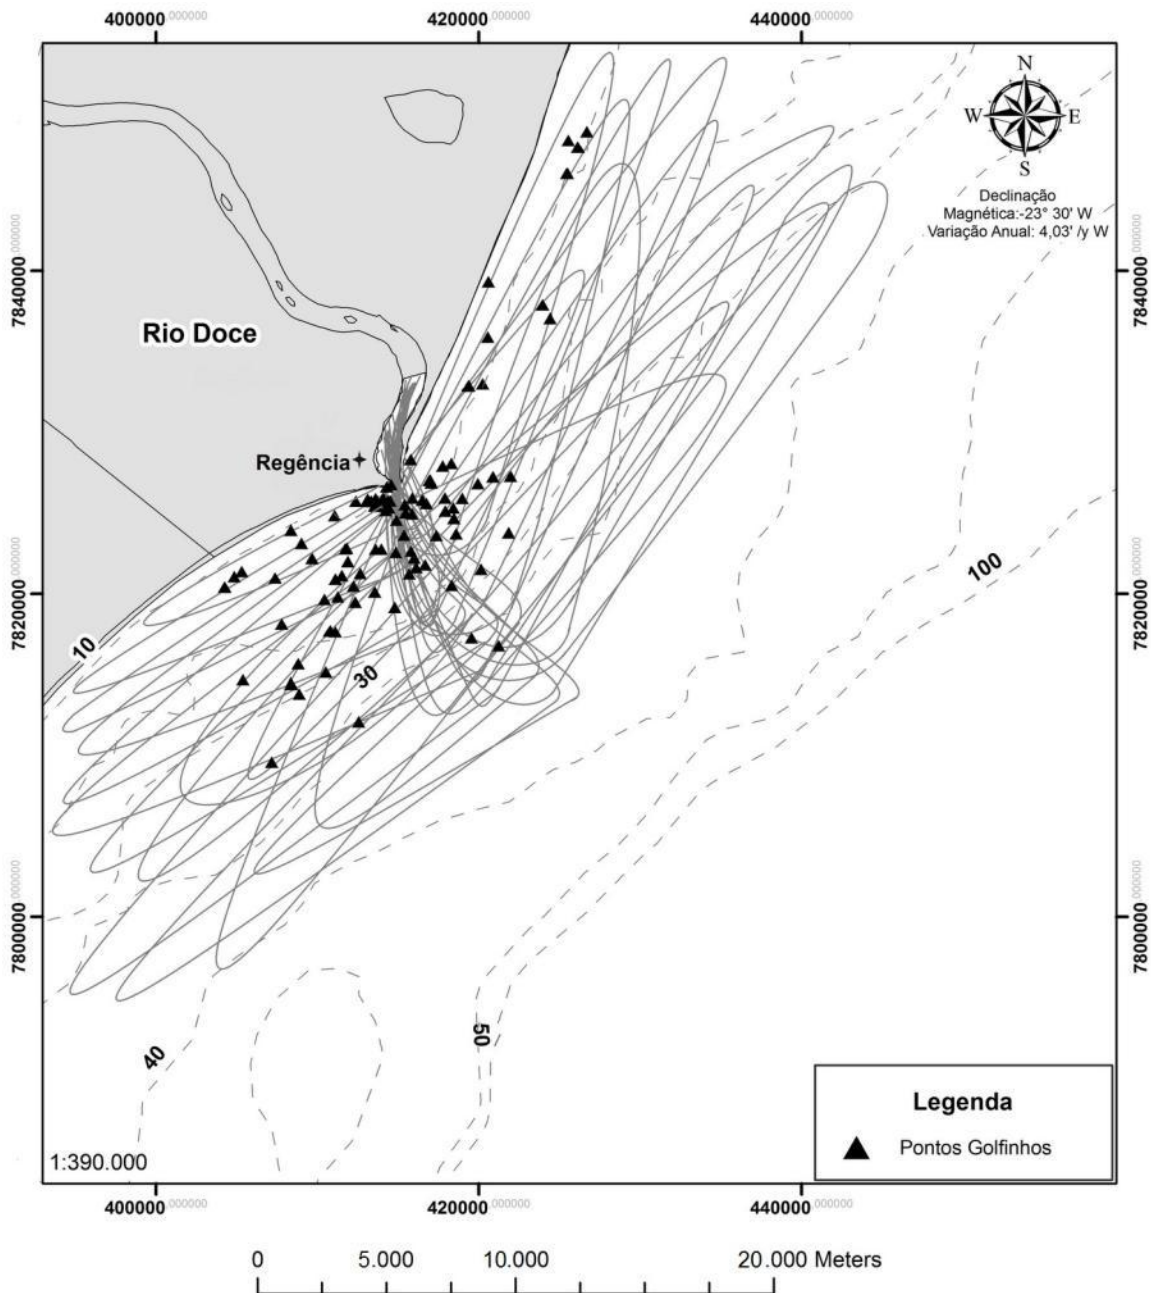 400000,000000 420000,000000 440000,000000
N
W E
S
Declinação
Magnética:-23° 30' W
Variação Anual: 4,03' /y W
7840000,000000
7840000,000000
Rio Doce
Regência
7820000,000000
7820000,000000
10
30
100
7800000,000000
7800000,000000
40
50
Legenda
Pontos Golfinhos
1:390.000
400000,000000 420000,000000 440000,000000
0 5.000 10.000 20.000 Meters